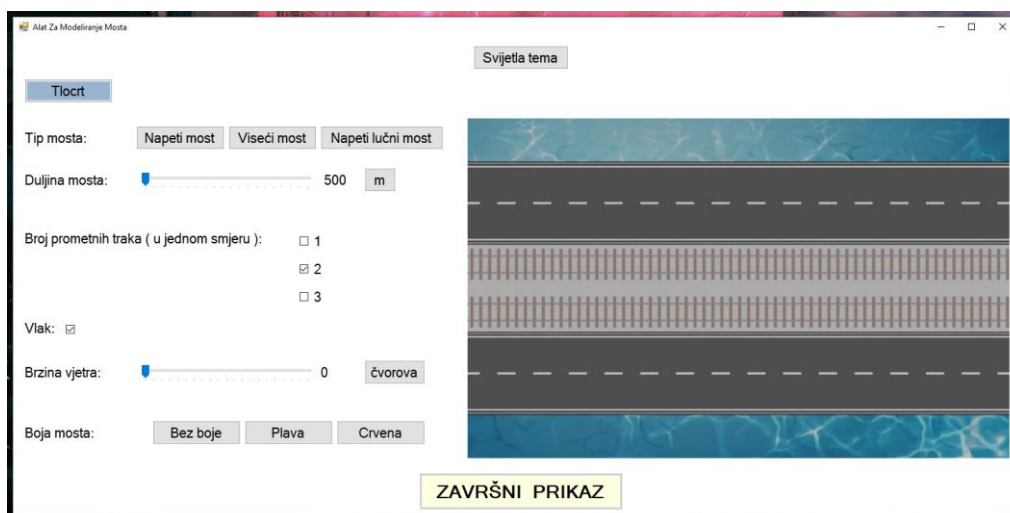 Alat Za Modeliranje Mosta
Svijetla tema
Tlocrt
Tip mosta: Napeti most Viseći most Napeti lučni most
Duljina mosta: 500 m
Broj prometnih traka ( u jednom smjeru ): 1
2
3
Vlak:
Brzina vjetra: 0 čvorova
Boja mosta: Bez boje Plava Crvena
ZAVRŠNI PRIKAZ